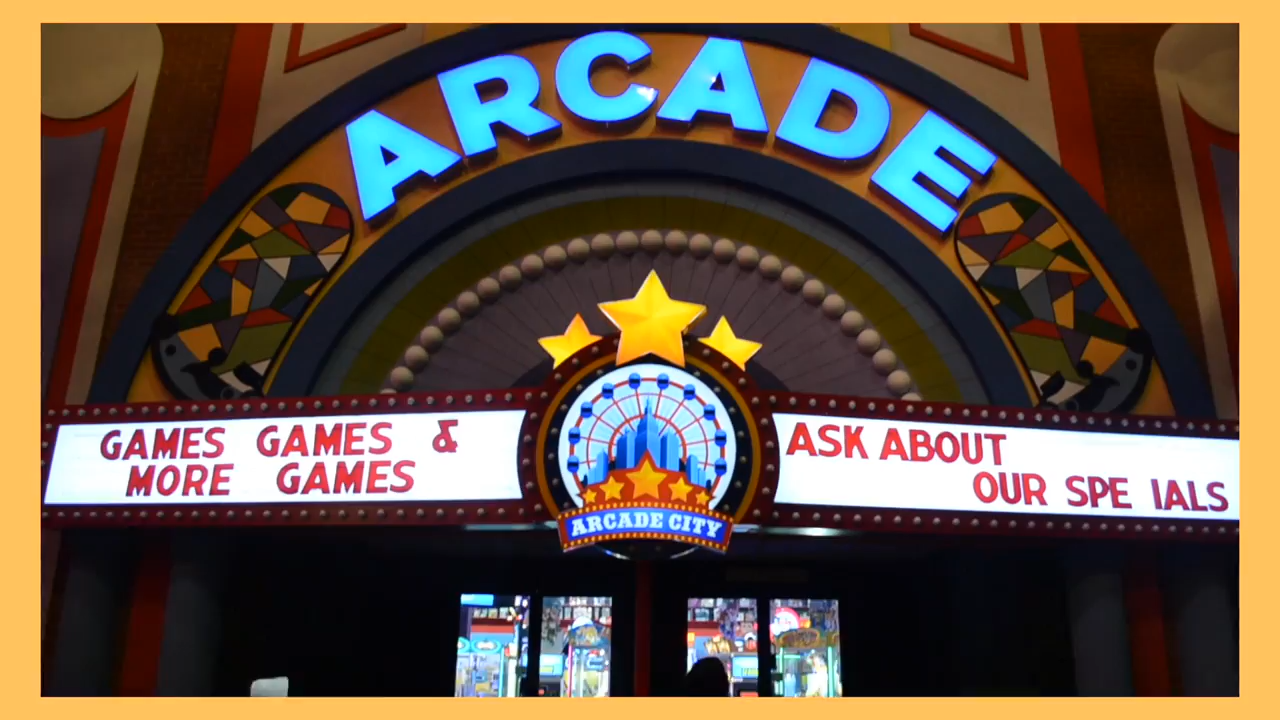 ARCADE
GAMES GAMES &
MORE GAMES
ASK ABOUT
OUR SPE IALS
ARCADE CITY